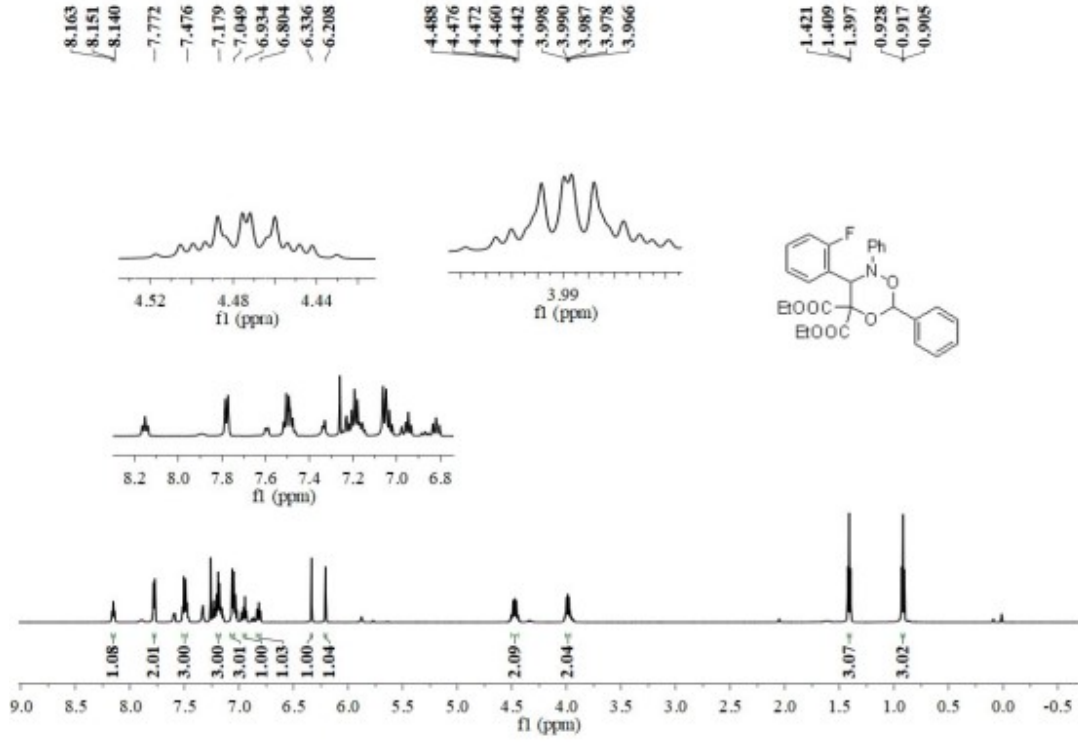 8.163 8.151 8.140 7.772 7.476 7.179 7.049 6.934 6.804 6.336 6.208 4.488 4.476 4.472 4.460 4.442 3.998 3.990 3.987 3.978 3.966 1.421 1.409 1.397 0.928 0.917 0.905
4.52 4.48 4.44
f1 (ppm)
3.99
f1 (ppm)
F
Ph
N
O
EtOOC
O
EtOOC
8.2 8.0 7.8 7.6 7.4 7.2 7.0 6.8
f1 (ppm)
1.08 2.01 3.00 3.00 3.01 1.00 1.03 1.00 1.04 2.09 2.04 3.07 3.02
9.0 8.5 8.0 7.5 7.0 6.5 6.0 5.5 5.0 4.5 4.0 3.5 3.0 2.5 2.0 1.5 1.0 0.5 0.0 -0.5
f1 (ppm)